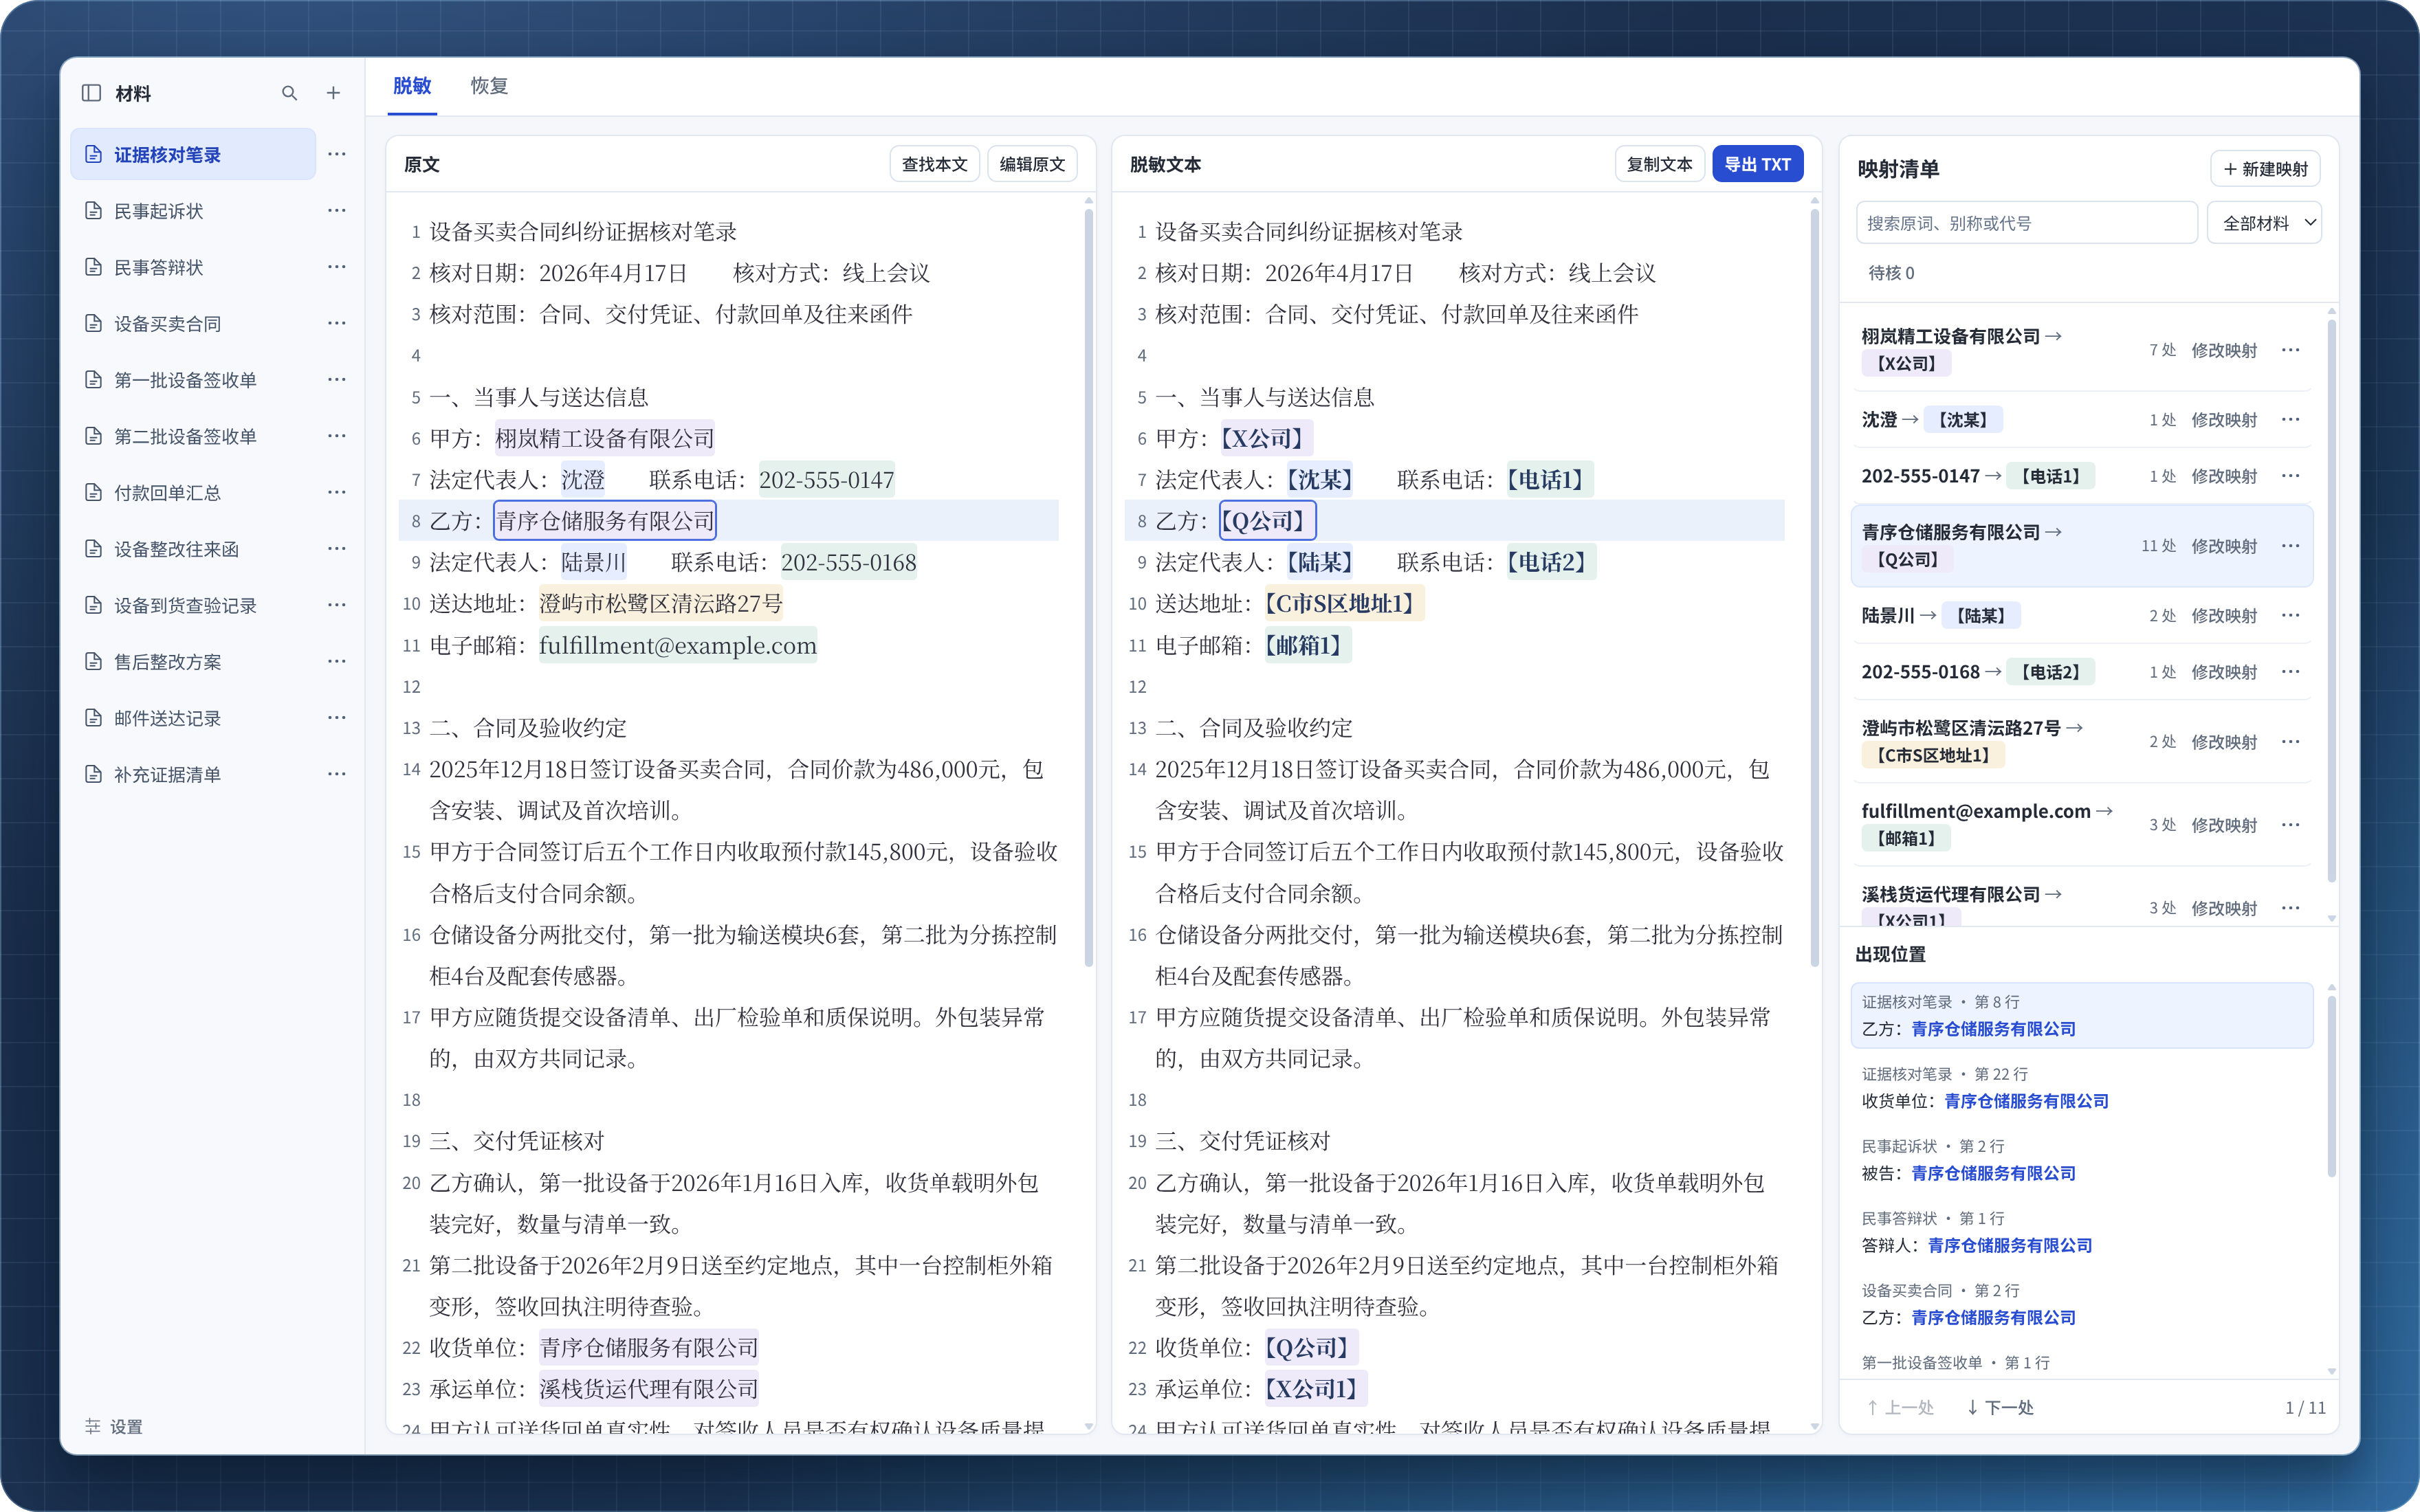 材料
证据核对笔录
民事起诉状
民事答辩状
设备买卖合同
第一批设备签收单
第二批设备签收单
付款回单汇总
设备整改往来函
设备到货查验记录
售后整改方案
邮件送达记录
补充证据清单
设置
脱敏 恢复
原文 查找本文 编辑原文
1 设备买卖合同纠纷证据核对笔录
2 核对日期：2026年4月17日 核对方式：线上会议
3 核对范围：合同、交付凭证、付款回单及往来函件
4
5 一、当事人与送达信息
6 甲方：栩岚精工设备有限公司
7 法定代表人：沈澄 联系电话：202-555-0147
8 乙方：青序仓储服务有限公司
9 法定代表人：陆景川 联系电话：202-555-0168
10 送达地址：澄屿市松鹭区清沄路27号
11 电子邮箱：fulfillment@example.com
12
13 二、合同及验收约定
14 2025年12月18日签订设备买卖合同，合同价款为486,000元，包
含安装、调试及首次培训。
15 甲方于合同签订后五个工作日内收取预付款145,800元，设备验收
合格后支付合同余额。
16 仓储设备分两批交付，第一批为输送模块6套，第二批为分拣控制
柜4台及配套传感器。
17 甲方应随货提交设备清单、出厂检验单和质保说明。外包装异常
的，由双方共同记录。
18
19 三、交付凭证核对
20 乙方确认，第一批设备于2026年1月16日入库，收货单载明外包
装完好，数量与清单一致。
21 第二批设备于2026年2月9日送至约定地点，其中一台控制柜外箱
变形，签收回执注明待查验。
22 收货单位：青序仓储服务有限公司
23 承运单位：溪栈货运代理有限公司
24 甲方认可送货回单真实性，对签收人员是否有权确认设备质量提
脱敏文本 复制文本 导出 TXT
1 设备买卖合同纠纷证据核对笔录
2 核对日期：2026年4月17日 核对方式：线上会议
3 核对范围：合同、交付凭证、付款回单及往来函件
4
5 一、当事人与送达信息
6 甲方：【X公司】
7 法定代表人：【沈某】 联系电话：【电话1】
8 乙方：【Q公司】
9 法定代表人：【陆某】 联系电话：【电话2】
10 送达地址：【C市S区地址1】
11 电子邮箱：【邮箱1】
12
13 二、合同及验收约定
14 2025年12月18日签订设备买卖合同，合同价款为486,000元，包
含安装、调试及首次培训。
15 甲方于合同签订后五个工作日内收取预付款145,800元，设备验收
合格后支付合同余额。
16 仓储设备分两批交付，第一批为输送模块6套，第二批为分拣控制
柜4台及配套传感器。
17 甲方应随货提交设备清单、出厂检验单和质保说明。外包装异常
的，由双方共同记录。
18
19 三、交付凭证核对
20 乙方确认，第一批设备于2026年1月16日入库，收货单载明外包
装完好，数量与清单一致。
21 第二批设备于2026年2月9日送至约定地点，其中一台控制柜外箱
变形，签收回执注明待查验。
22 收货单位：【Q公司】
23 承运单位：【X公司1】
24 甲方认可送货回单真实性，对签收人员是否有权确认设备质量提
映射清单 + 新建映射
搜索原词、别称或代号 全部材料
待核 0
栩岚精工设备有限公司 →
【X公司】 7 处 修改映射
沈澄 → 【沈某】 1 处 修改映射
202-555-0147 → 【电话1】 1 处 修改映射
青序仓储服务有限公司 →
【Q公司】 11 处 修改映射
陆景川 → 【陆某】 2 处 修改映射
202-555-0168 → 【电话2】 1 处 修改映射
澄屿市松鹭区清沄路27号 →
【C市S区地址1】 2 处 修改映射
fulfillment@example.com →
【邮箱1】 3 处 修改映射
溪栈货运代理有限公司 →
【X公司1】 3 处 修改映射
出现位置
证据核对笔录 · 第 8 行
乙方：青序仓储服务有限公司
证据核对笔录 · 第 22 行
收货单位：青序仓储服务有限公司
民事起诉状 · 第 2 行
被告：青序仓储服务有限公司
民事答辩状 · 第 1 行
答辩人：青序仓储服务有限公司
设备买卖合同 · 第 2 行
乙方：青序仓储服务有限公司
第一批设备签收单 · 第 1 行
↑ 上一处 ↓ 下一处 1 / 11